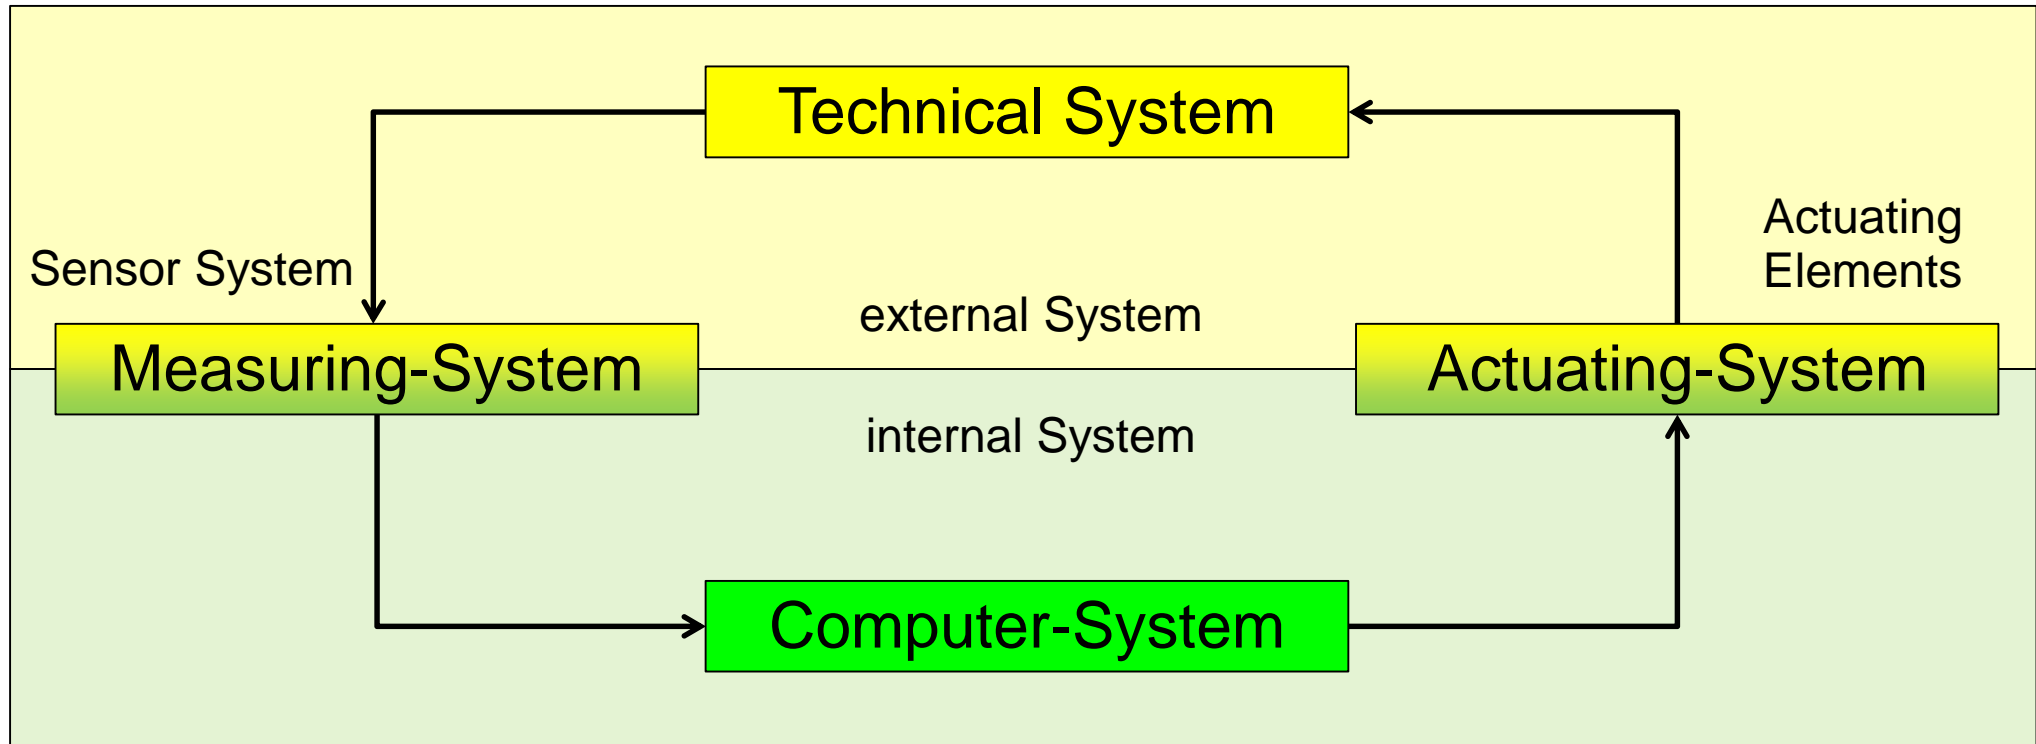 Technical System
Actuating
Elements
Sensor System
external System
Measuring-System
Actuating-System
internal System
Computer-System